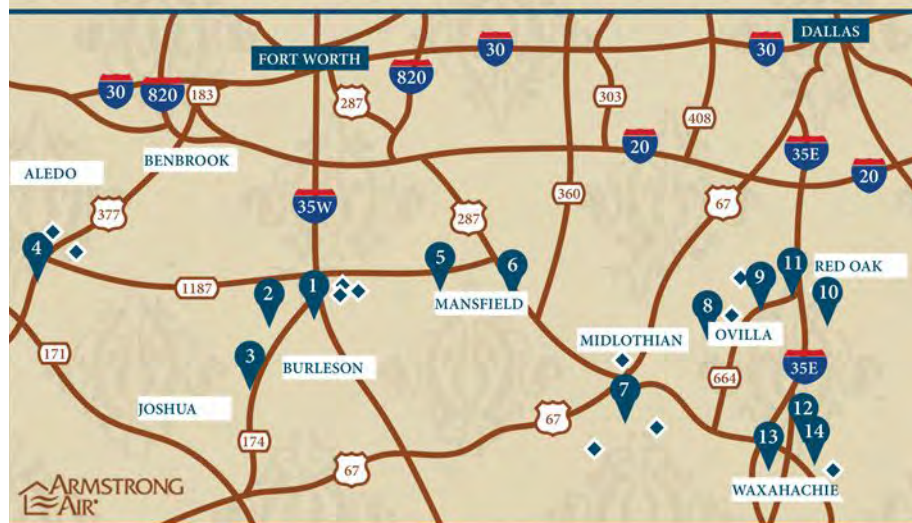 DALLAS
30
30
FORT WORTH
820
30
820
183
287
303
408
35E
20
BENBROOK
20
ALEDO
35W
360
67
377
287
4
5
6
9
11
RED OAK
1187
2
1
MANSFIELD
8
10
OVILLA
MIDLOTHIAN
171
3
BURLESON
35E
664
7
JOSHUA
12
67
174
13
14
67
WAXAHACHIE
ARMSTRONG
AIR